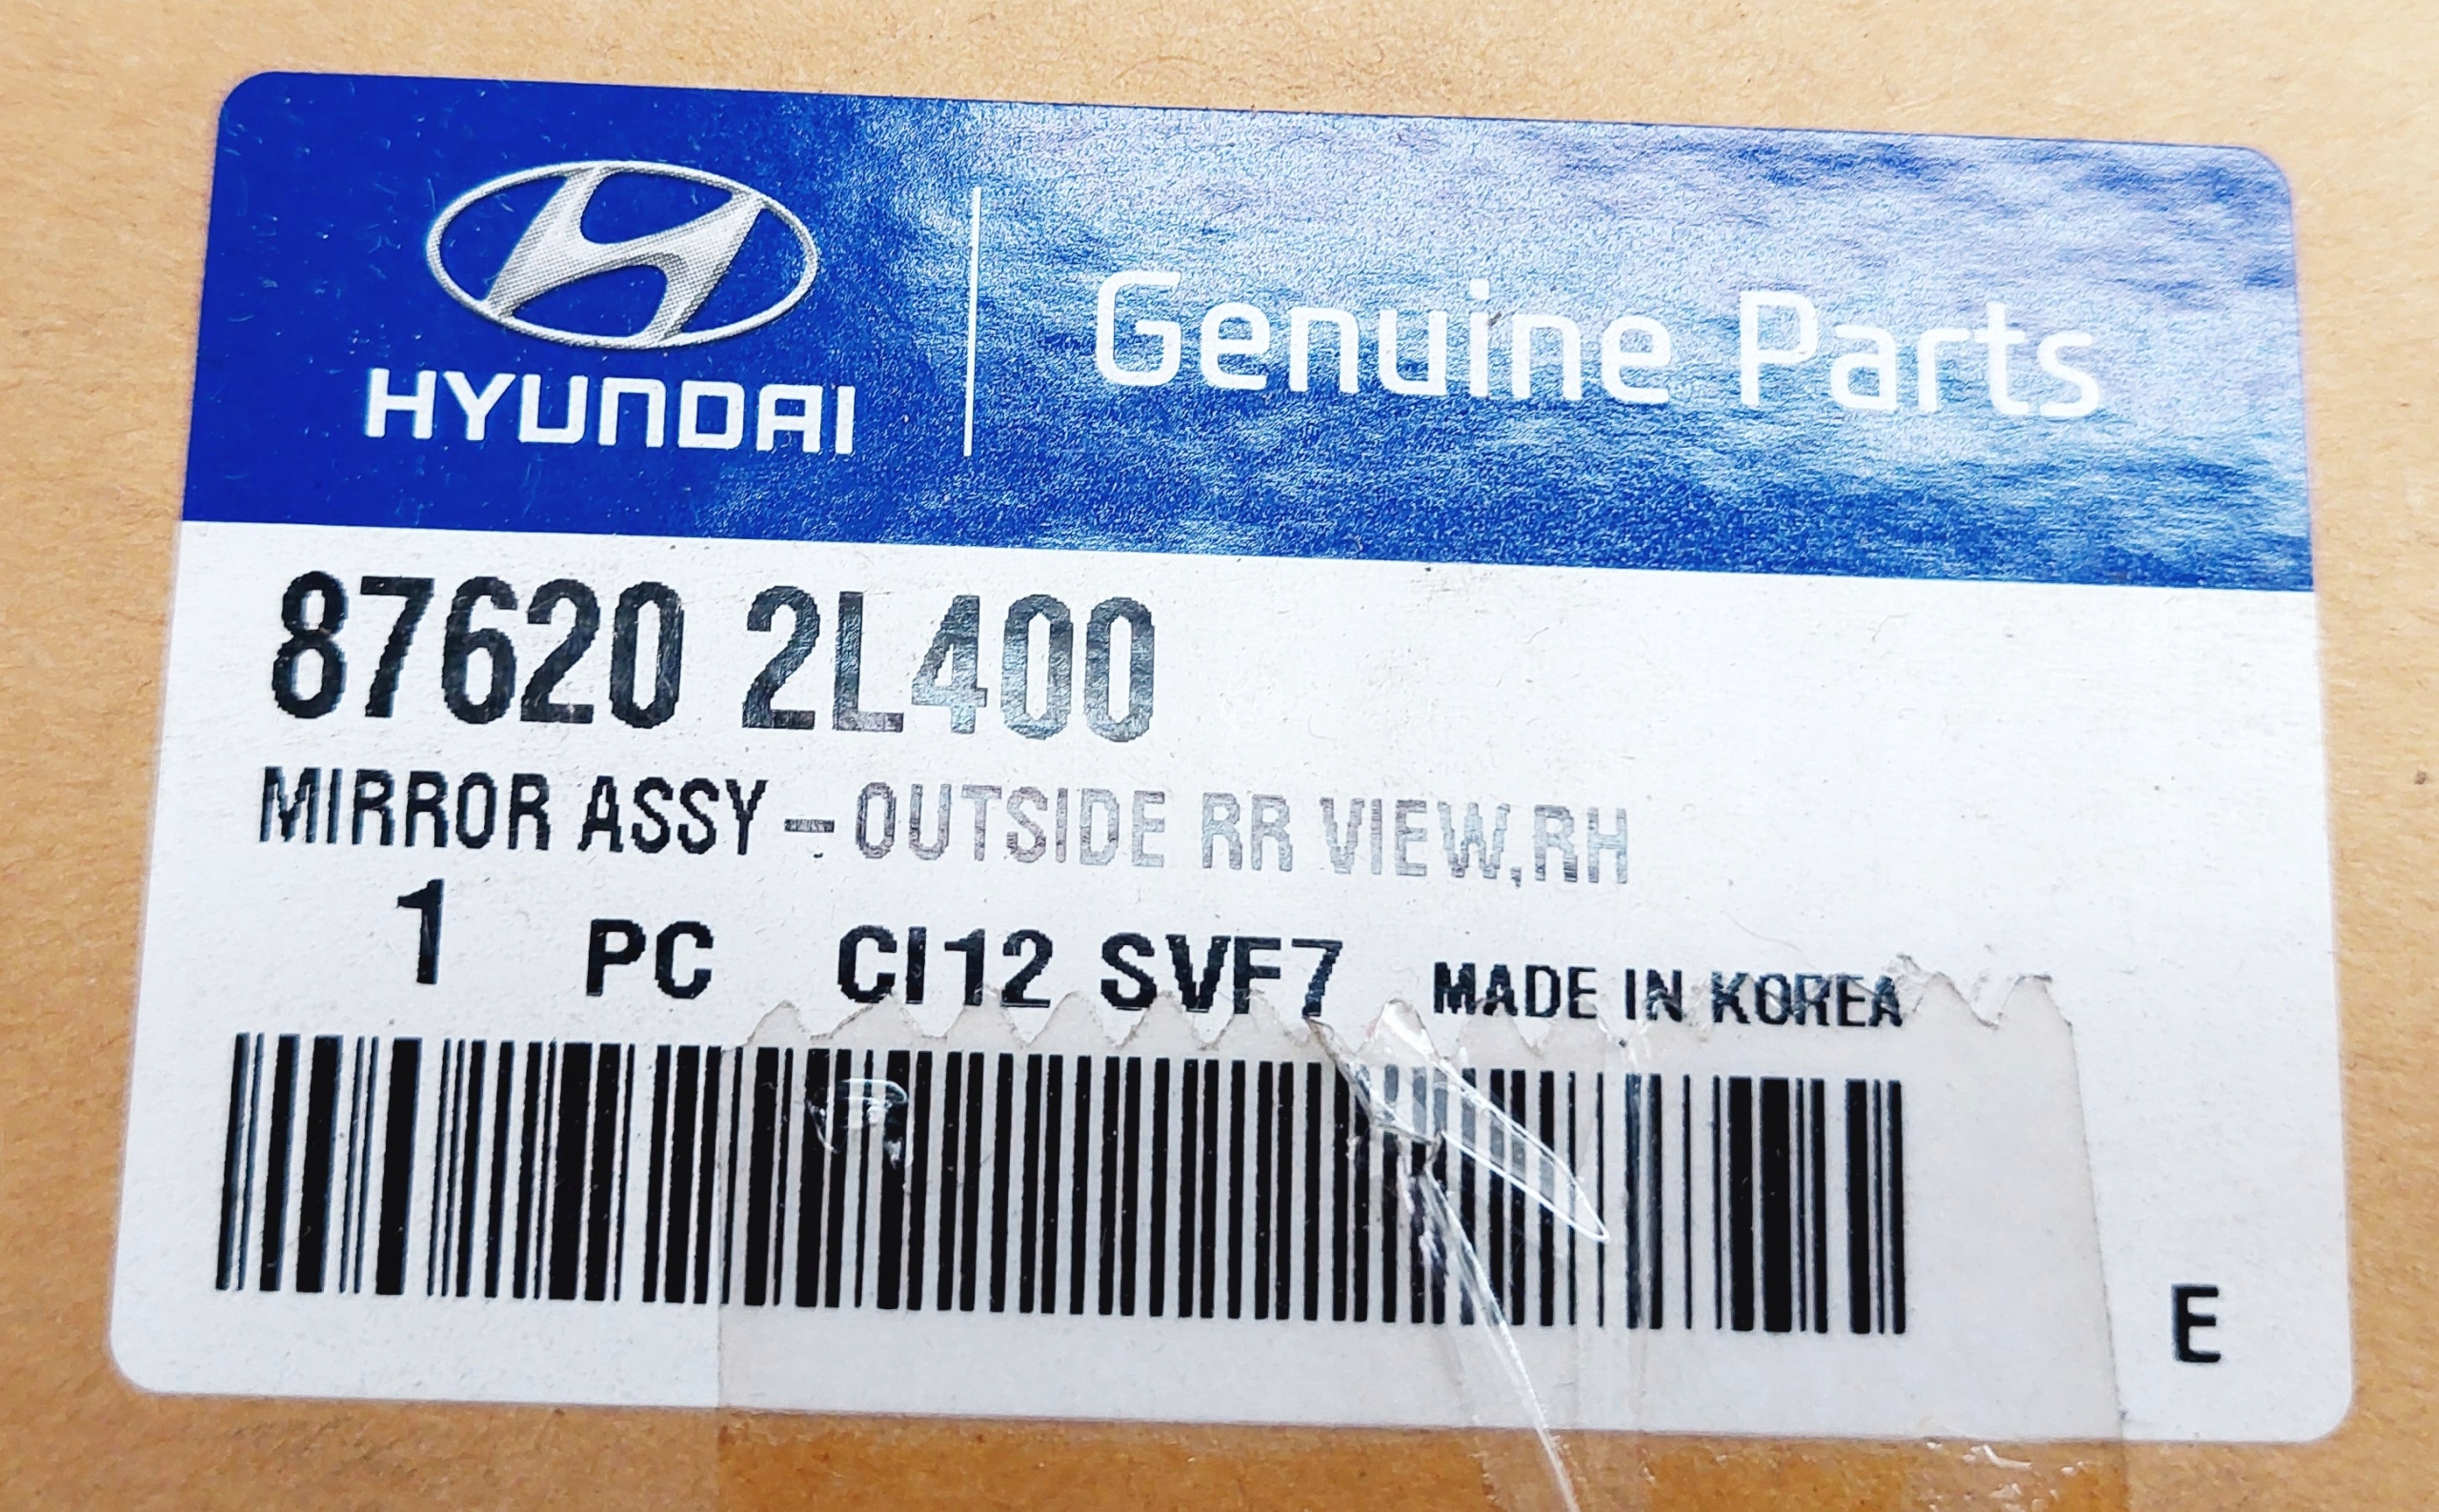 HYUNDAI
Genuine Parts
87620 2L400
MIRROR ASSY-OUTSIDE RR VIEW,RH
1 PC CI12 SVF7 MADE IN KOREA
E